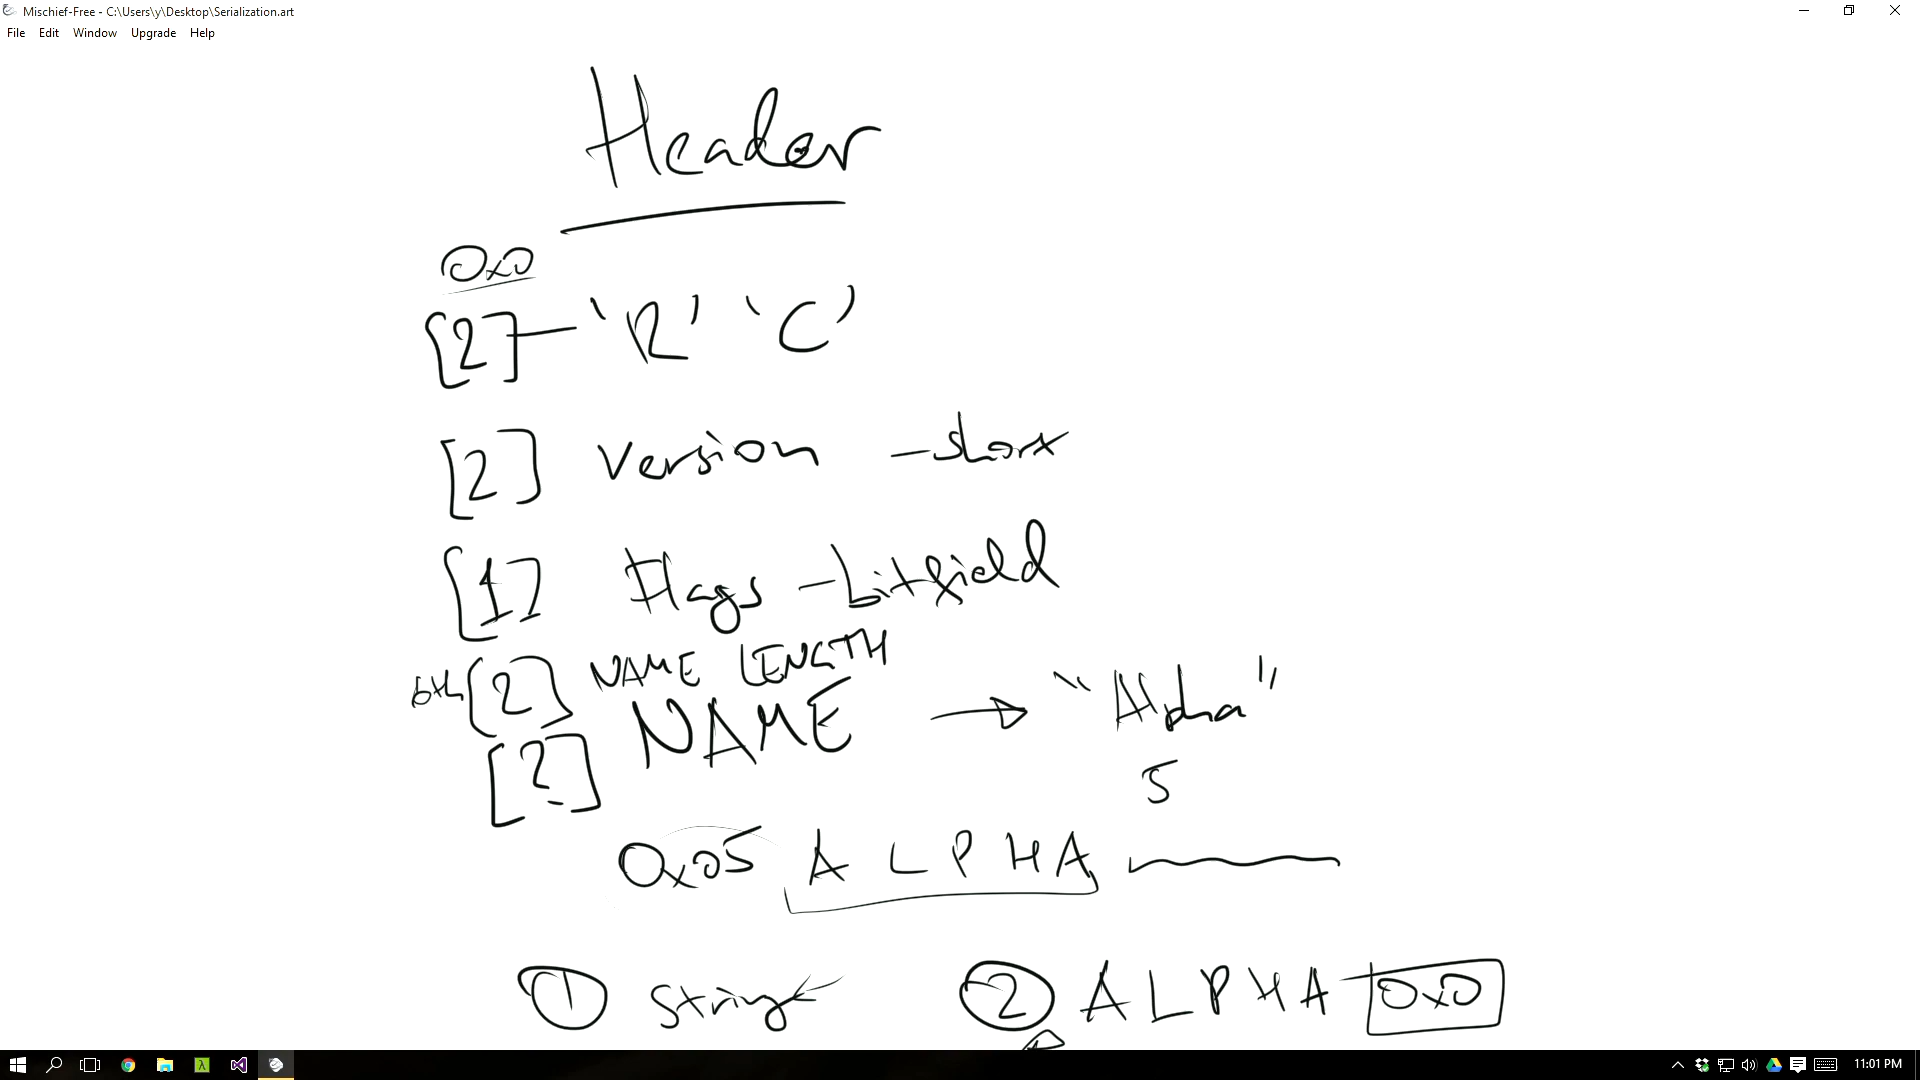 Mischief-Free - C:\Users\y\Desktop\Serialization.art
File Edit Window Upgrade Help
Header
0x0
[2] — 'R' 'C'
[2] version - short
[1] Flags - bitfield
6th [2] NAME LENGTH
[?] NAME → "Alpha"
5
0x05 A L P H A
① String ② A L P H A 0x0
11:01 PM